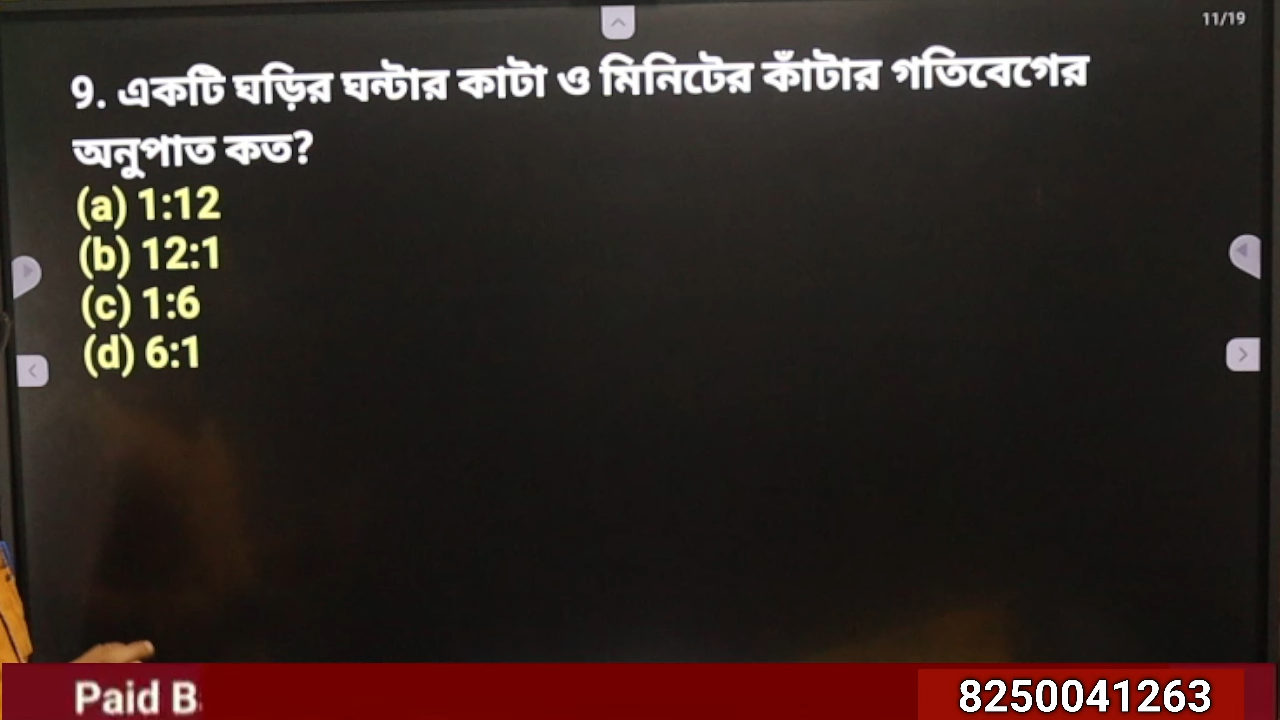 11/19
9. একটি ঘড়ির ঘন্টার কাটা ও মিনিটের কাঁটার গতিবেগের
অনুপাত কত?
(a) 1:12
(b) 12:1
(c) 1:6
(d) 6:1
Paid
8250041263